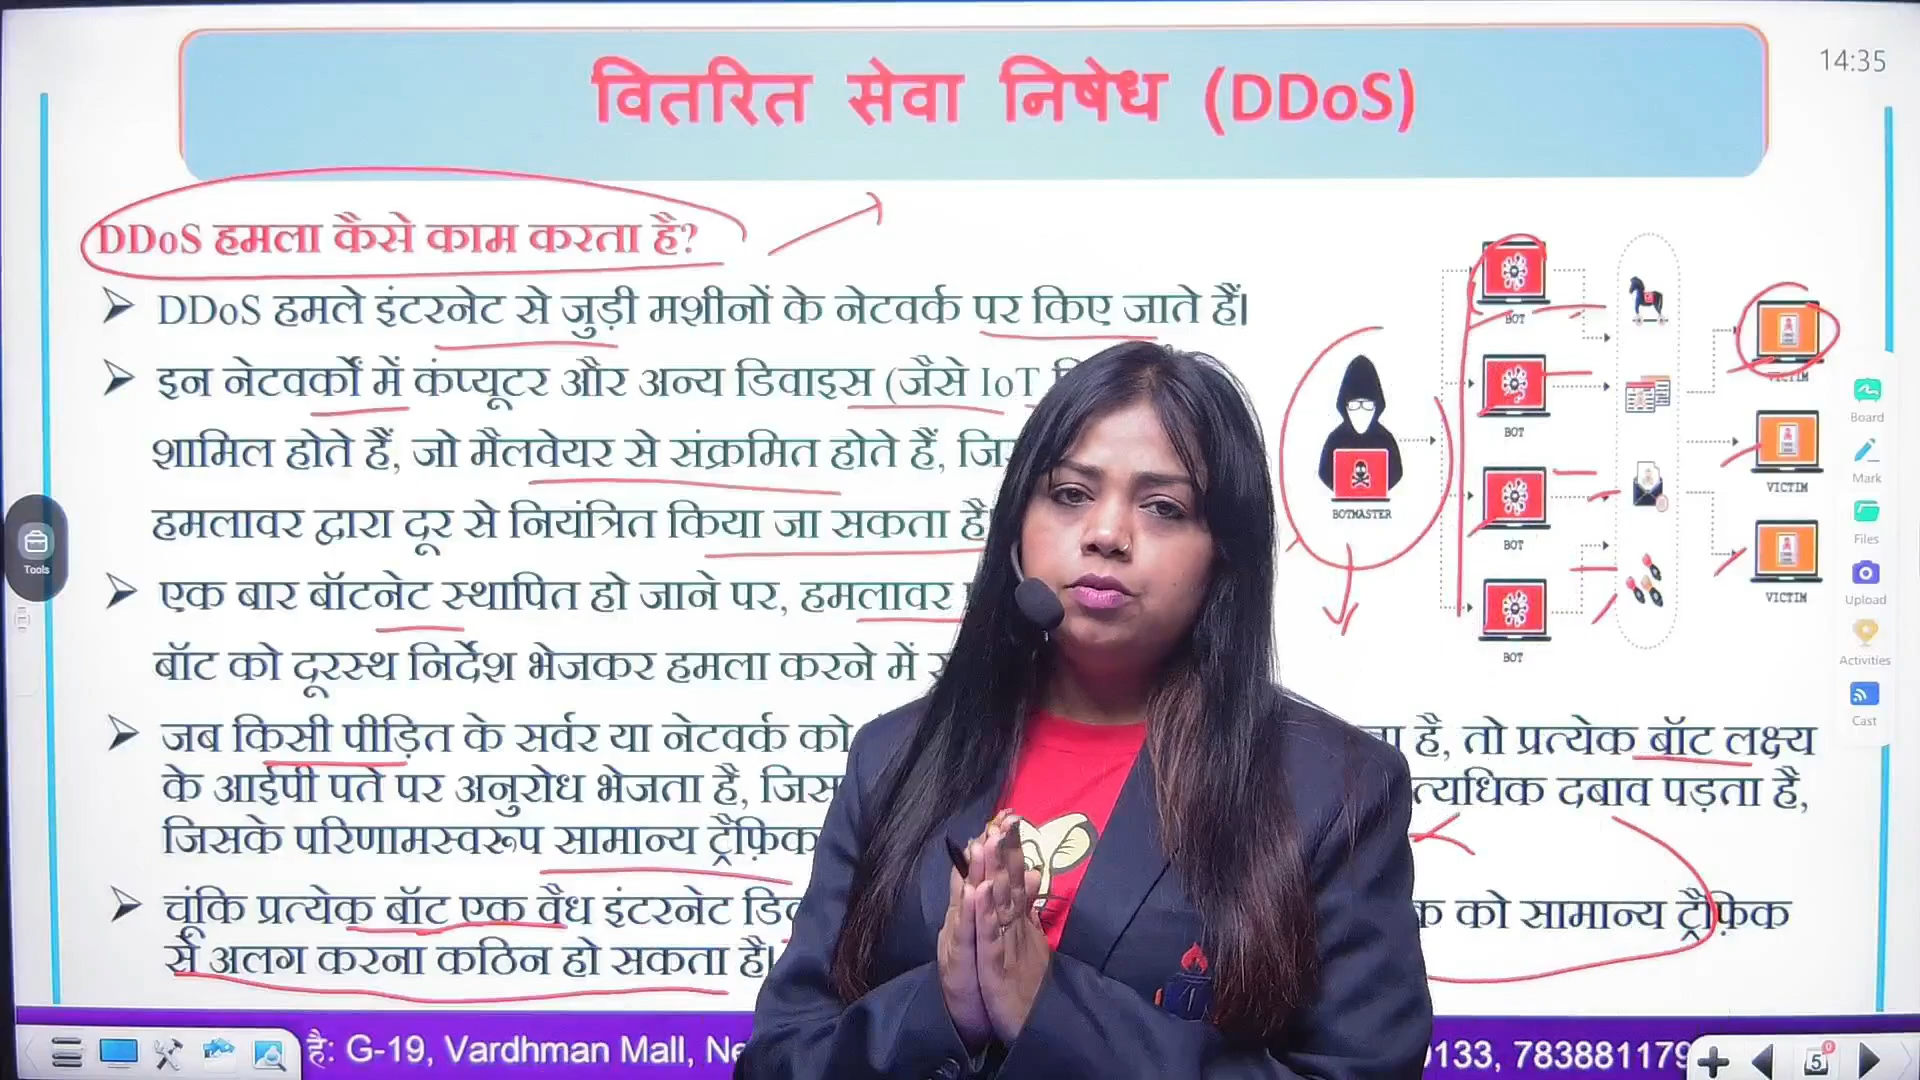 वितरित सेवा निषेध (DDoS)
14:35
DDoS हमला कैसे काम करता है?
DDoS हमले इंटरनेट से जुड़ी मशीनों के नेटवर्क पर किए जाते हैं।
इन नेटवर्कों में कंप्यूटर और अन्य डिवाइस (जैसे IoT
शामिल होते हैं, जो मैलवेयर से संक्रमित होते हैं,
हमलावर द्वारा दूर से नियंत्रित किया जा सकता है
एक बार बॉटनेट स्थापित हो जाने पर, हमलावर
बॉट को दूरस्थ निर्देश भेजकर हमला करने में
जब किसी पीड़ित के सर्वर या नेटवर्क को है, तो प्रत्येक बॉट लक्ष्य
के आईपी पते पर अनुरोध भेजता है, दबाव पड़ता है,
जिसके परिणामस्वरूप सामान्य ट्रैफ़िक
चूंकि प्रत्येक बॉट एक वैध इंटरनेट को सामान्य ट्रैफ़िक
से अलग करना कठिन हो सकता है।
BOTMASTER
BOT
BOT
BOT
BOT
VICTIM
VICTIM
VICTIM
Board
Mark
Files
Upload
Activities
Cast
Tools
है: G-19, Vardhman Mall,
5
0